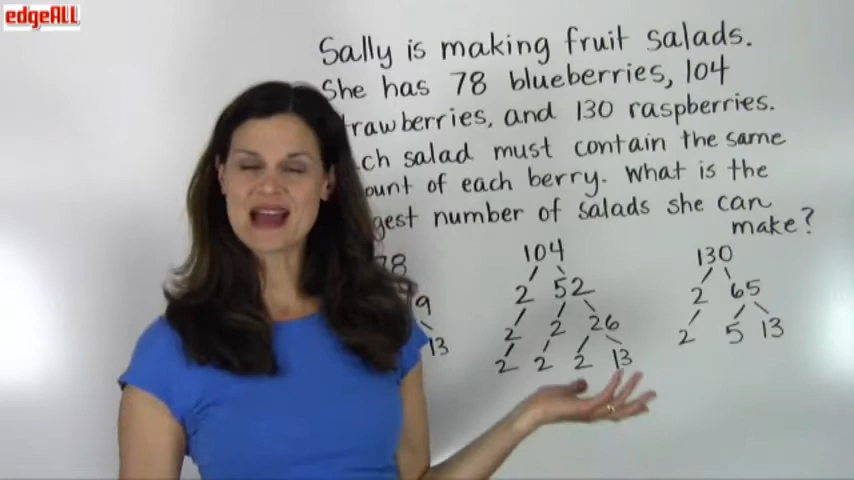 edgeALL
Sally is making fruit salads.
She has 78 blueberries, 104
trawberries, and 130 raspberries.
ch salad must contain the same
ount of each berry. What is the
gest number of salads she can
make?
78 104 130
9 2 52 2 65
13 2 2 26 2 5 13
2 2 2 13